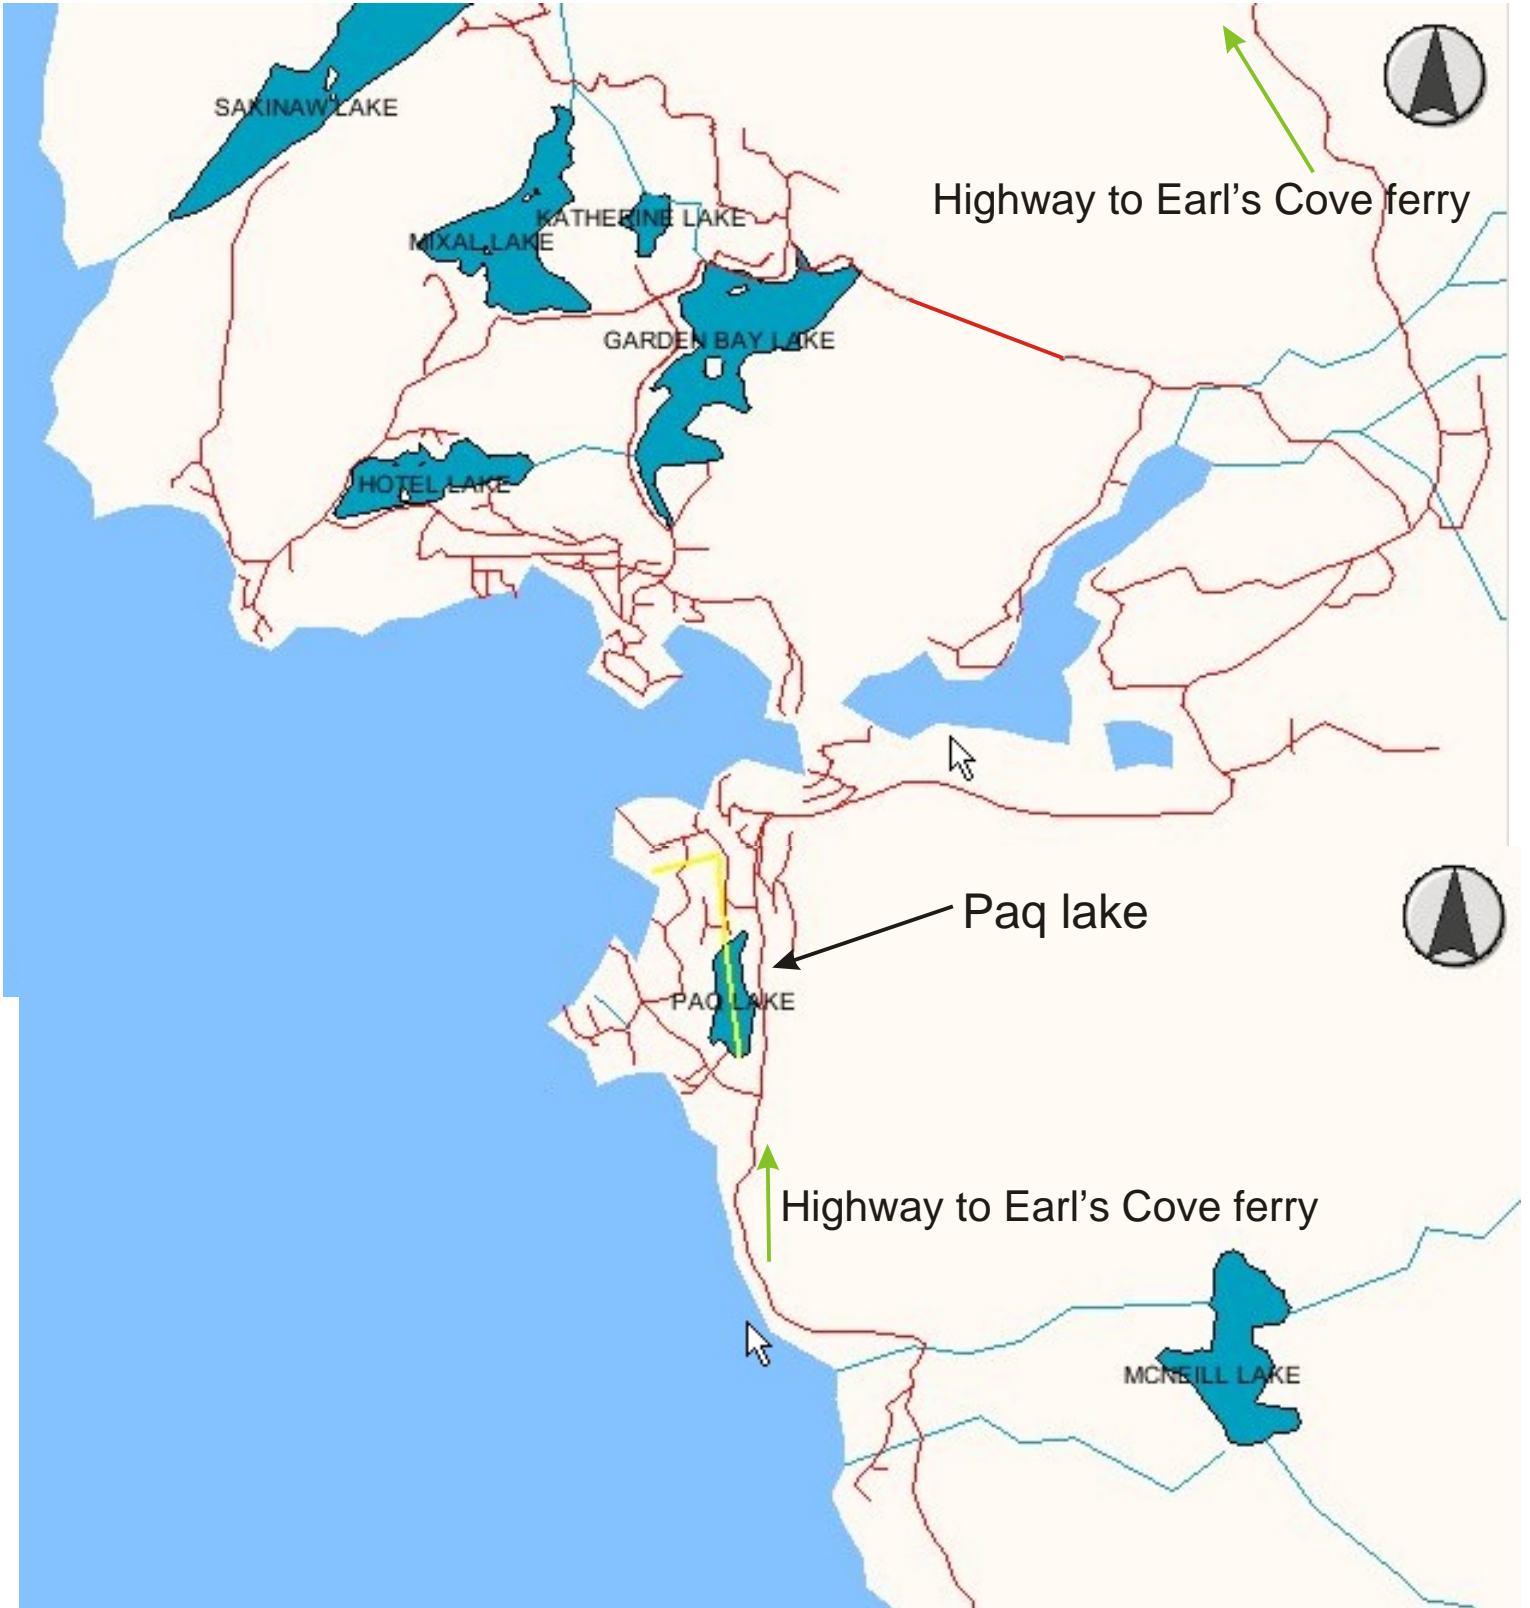 SAKINAW LAKE
Highway to Earl's Cove ferry
KATHERINE LAKE
MIXAL LAKE
GARDEN BAY LAKE
HOTEL LAKE
Paq lake
PAQ LAKE
Highway to Earl's Cove ferry
MCNEILL LAKE